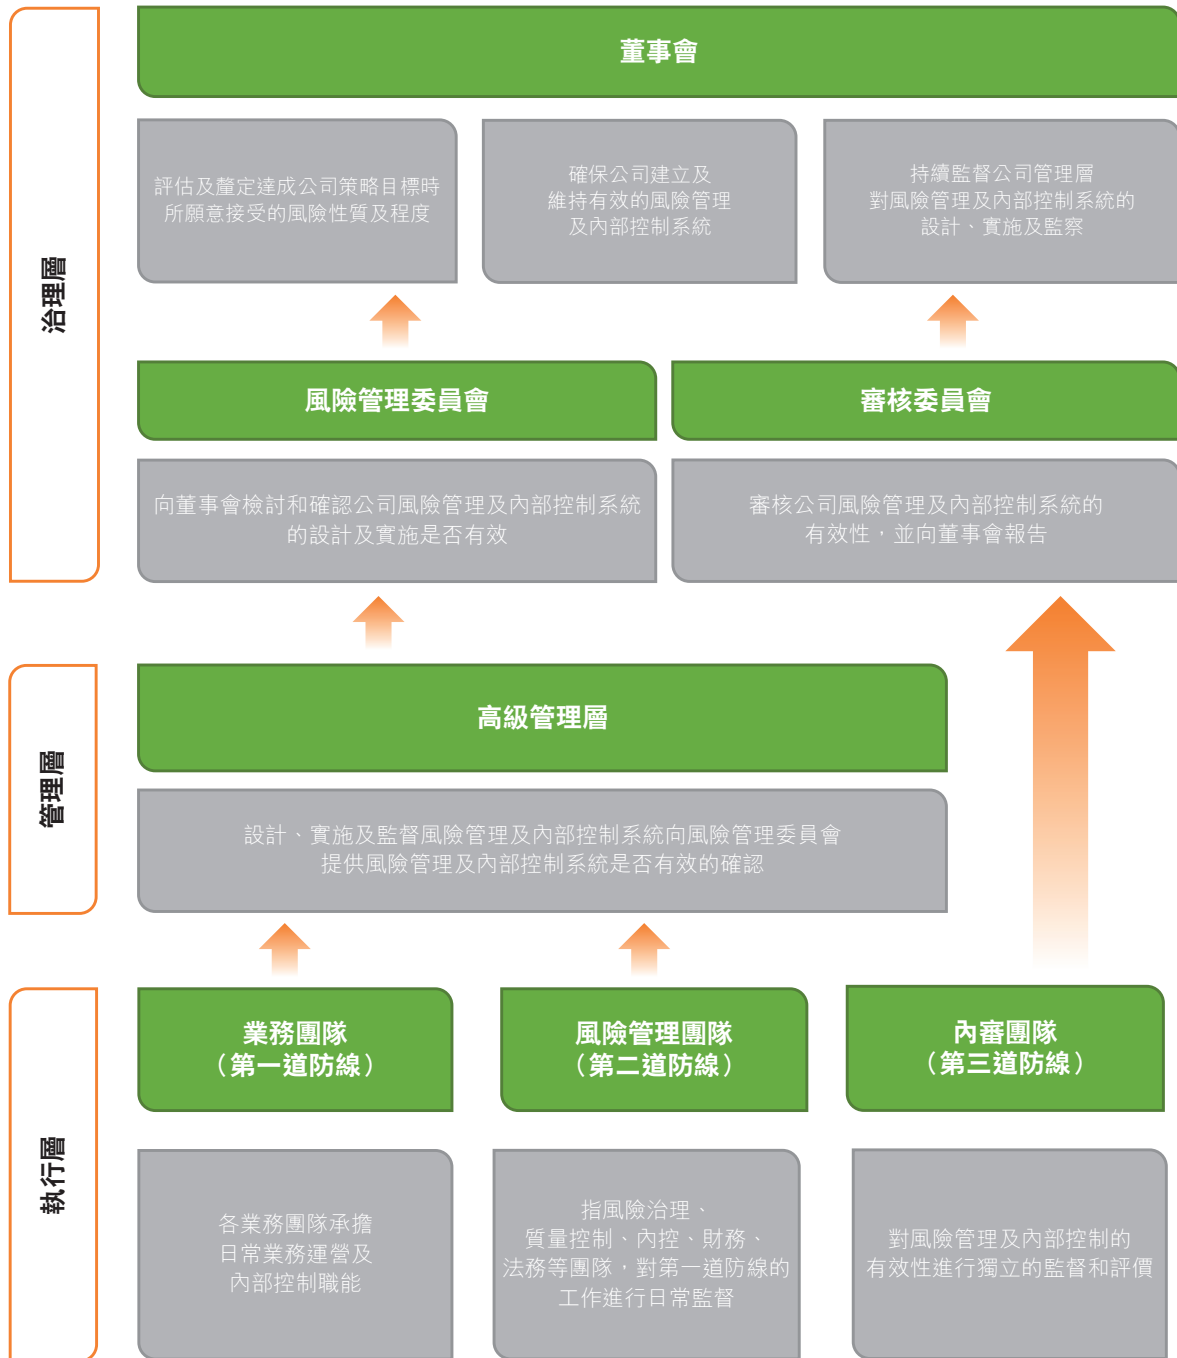 治理層
董事會
評估及釐定達成公司策略目標時
所願意接受的風險性質及程度
確保公司建立及
維持有效的風險管理
及內部控制系統
持續監督公司管理層
對風險管理及內部控制系統的
設計、實施及監察
風險管理委員會
審核委員會
向董事會檢討和確認公司風險管理及內部控制系統
的設計及實施是否有效
審核公司風險管理及內部控制系統的
有效性，並向董事會報告
管理層
高級管理層
設計、實施及監督風險管理及內部控制系統向風險管理委員會
提供風險管理及內部控制系統是否有效的確認
執行層
業務團隊
（第一道防線）
風險管理團隊
（第二道防線）
內審團隊
（第三道防線）
各業務團隊承擔
日常業務運營及
內部控制職能
指風險治理、
質量控制、內控、財務、
法務等團隊，對第一道防線的
工作進行日常監督
對風險管理及內部控制的
有效性進行獨立的監督和評價